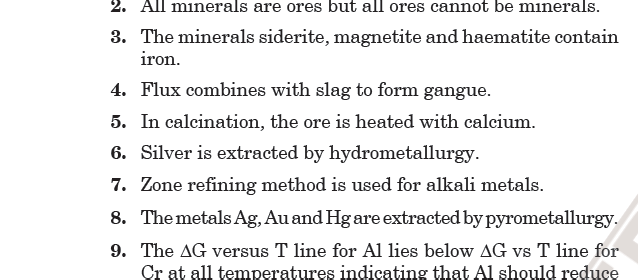 2. All minerals are ores but all ores cannot be minerals.
3. The minerals siderite, magnetite and haematite contain
iron.
4. Flux combines with slag to form gangue.
5. In calcination, the ore is heated with calcium.
6. Silver is extracted by hydrometallurgy.
7. Zone refining method is used for alkali metals.
8. The metals Ag, Au and Hg are extracted by pyrometallurgy.
9. The ΔG versus T line for Al lies below ΔG vs T line for
Cr at all temperatures indicating that Al should reduce